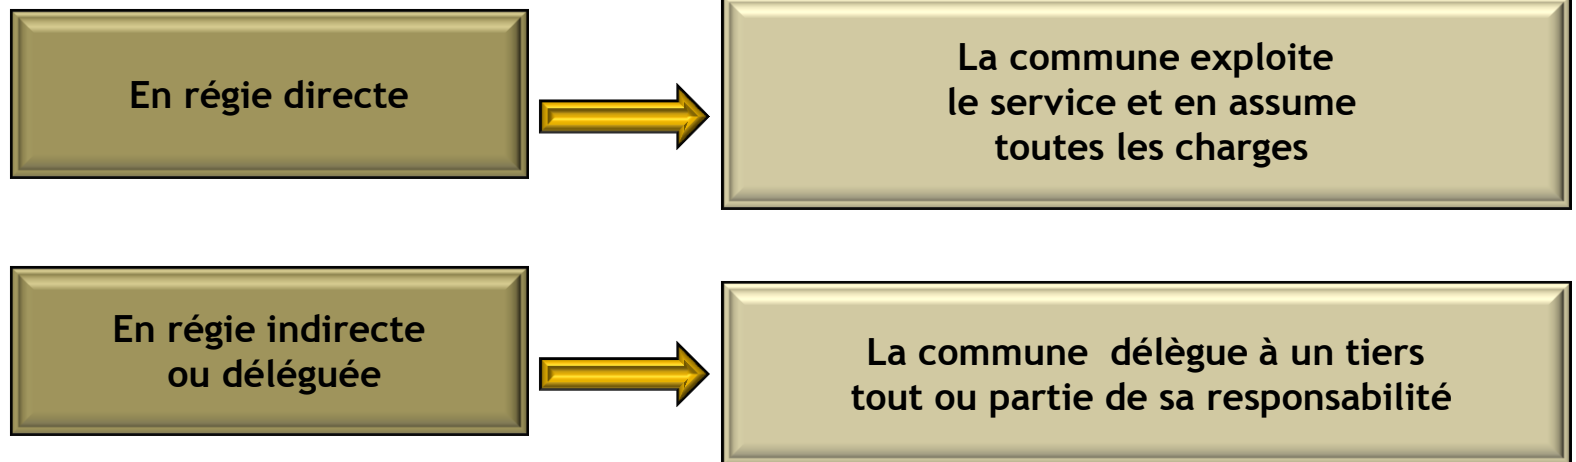 En régie directe
La commune exploite
le service et en assume
toutes les charges
En régie indirecte
ou déléguée
La commune  délègue à un tiers
tout ou partie de sa responsabilité